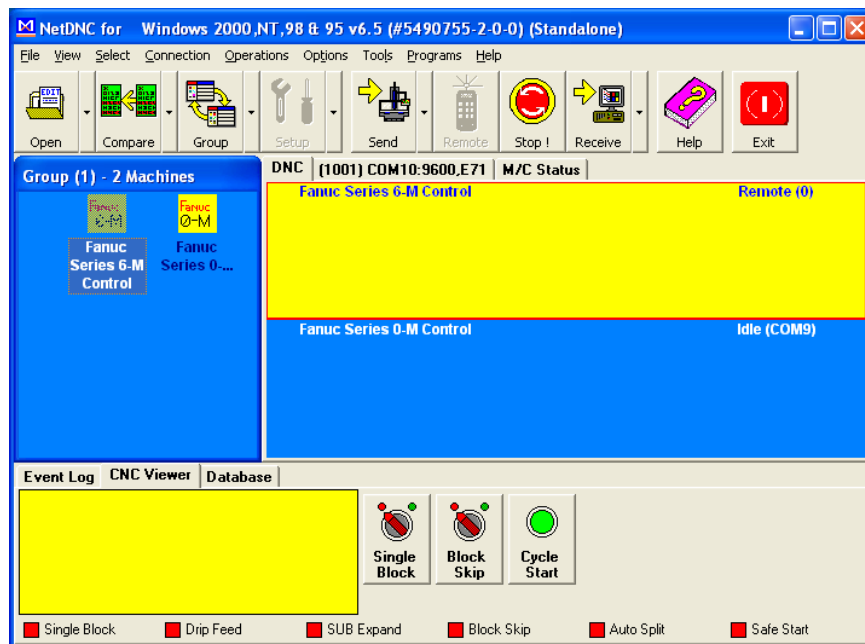 NetDNC for Windows 2000,NT,98 & 95 v6.5 (#5490755-2-0-0) (Standalone)
File View Select Connection Operations Options Tools Programs Help
EDIT
Open Compare Group Setup Send Remote Stop ! Receive Help Exit
Group (1) - 2 Machines
DNC (1001) COM10:9600,E71 M/C Status
Fanuc Series 6-M Control Remote (0)
Fanuc 6-M Fanuc 0-M
Fanuc Series 6-M Control
Fanuc Series 0-...
Fanuc Series 0-M Control Idle (COM9)
Event Log CNC Viewer Database
Single Block
Block Skip
Cycle Start
Single Block Drip Feed SUB Expand Block Skip Auto Split Safe Start